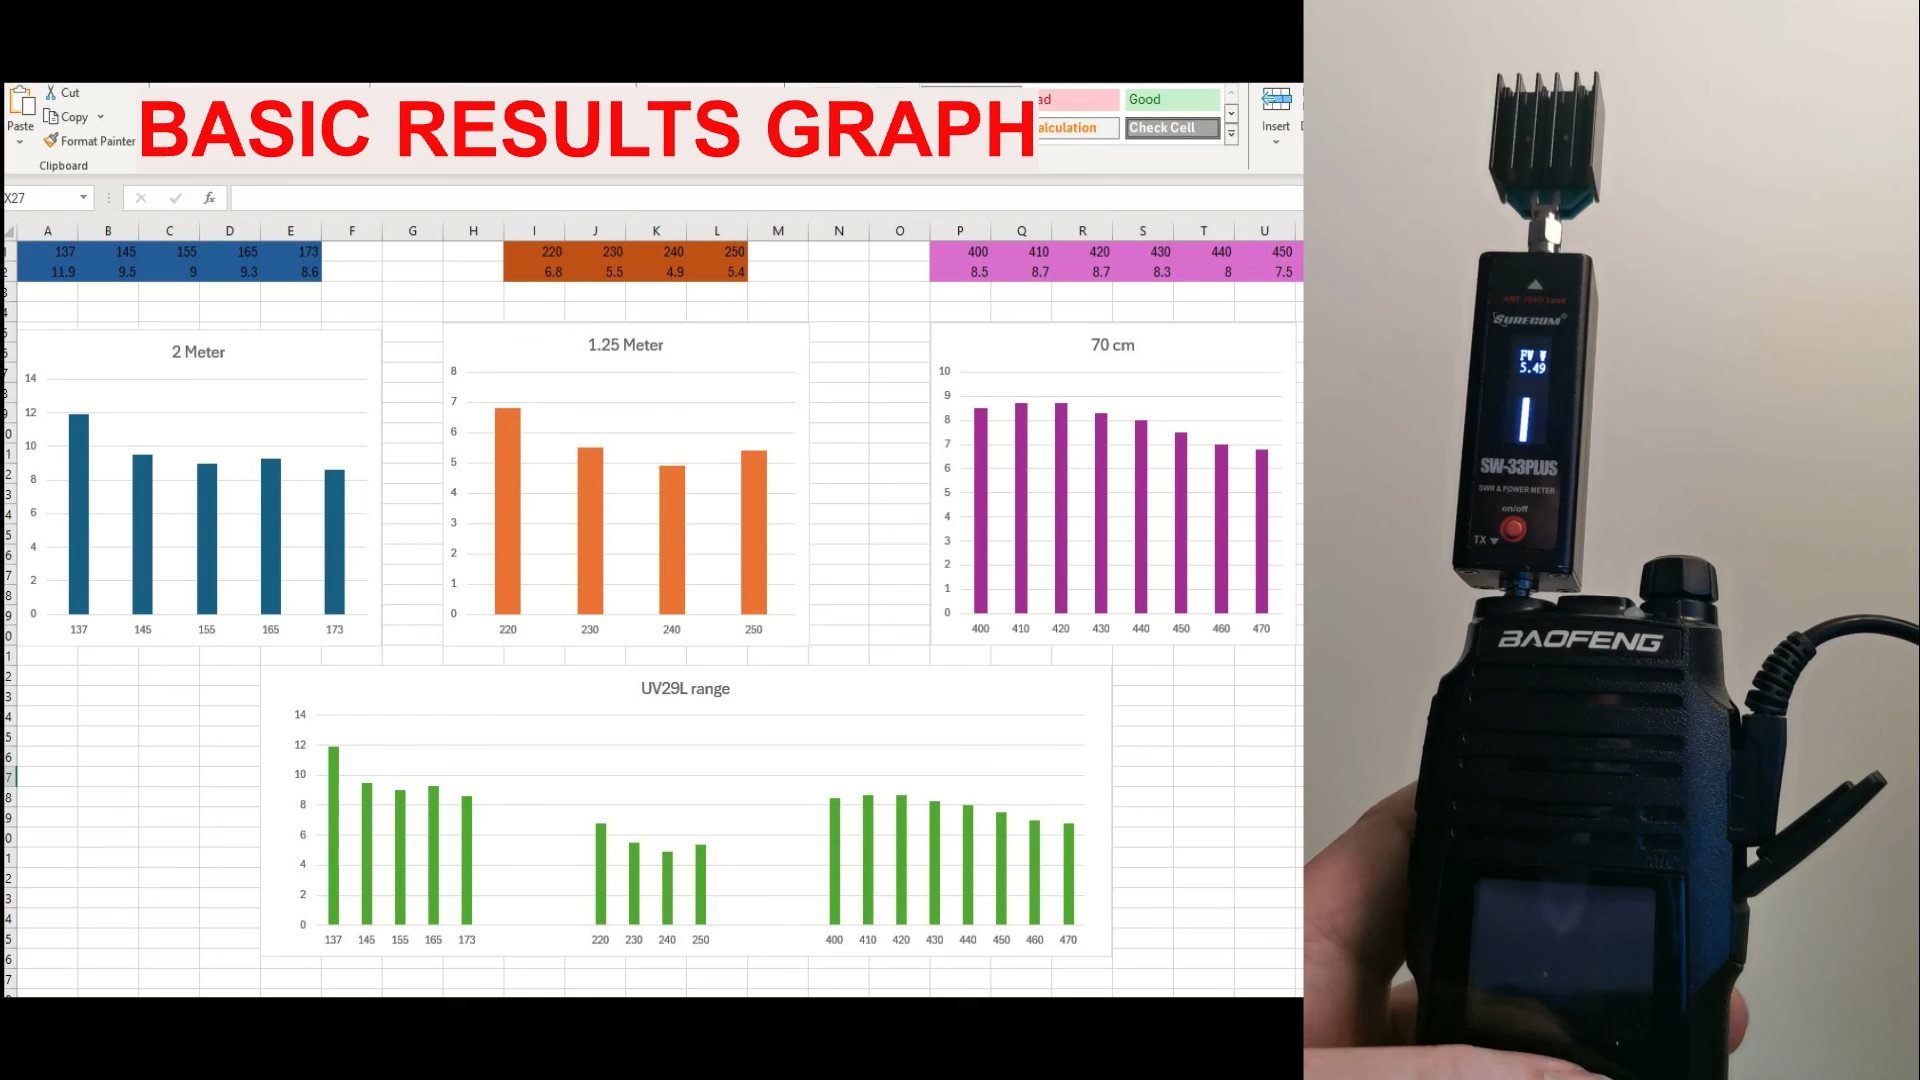 BASIC RESULTS GRAPH
Cut
Copy
Paste
Format Painter
Clipboard
ad
Good
alculation
Check Cell
Insert
X27
fx
A B C D E F G H I J K L M N O P Q R S T U
137 145 155 165 173 220 230 240 250 400 410 420 430 440 450
11.9 9.5 9 9.3 8.6 6.8 5.5 4.9 5.4 8.5 8.7 8.7 8.3 8 7.5
2 Meter
14
12
10
8
6
4
2
0
137 145 155 165 173
1.25 Meter
8
7
6
5
4
3
2
1
0
220 230 240 250
70 cm
10
9
8
7
6
5
4
3
2
1
0
400 410 420 430 440 450 460 470
UV29L range
14
12
10
8
6
4
2
0
137 145 155 165 173 220 230 240 250 400 410 420 430 440 450 460 470
SURECOM®
FW W
5.49
SW-33PLUS
SWR & POWER METER
on/off
TX
BAOFENG
MIC